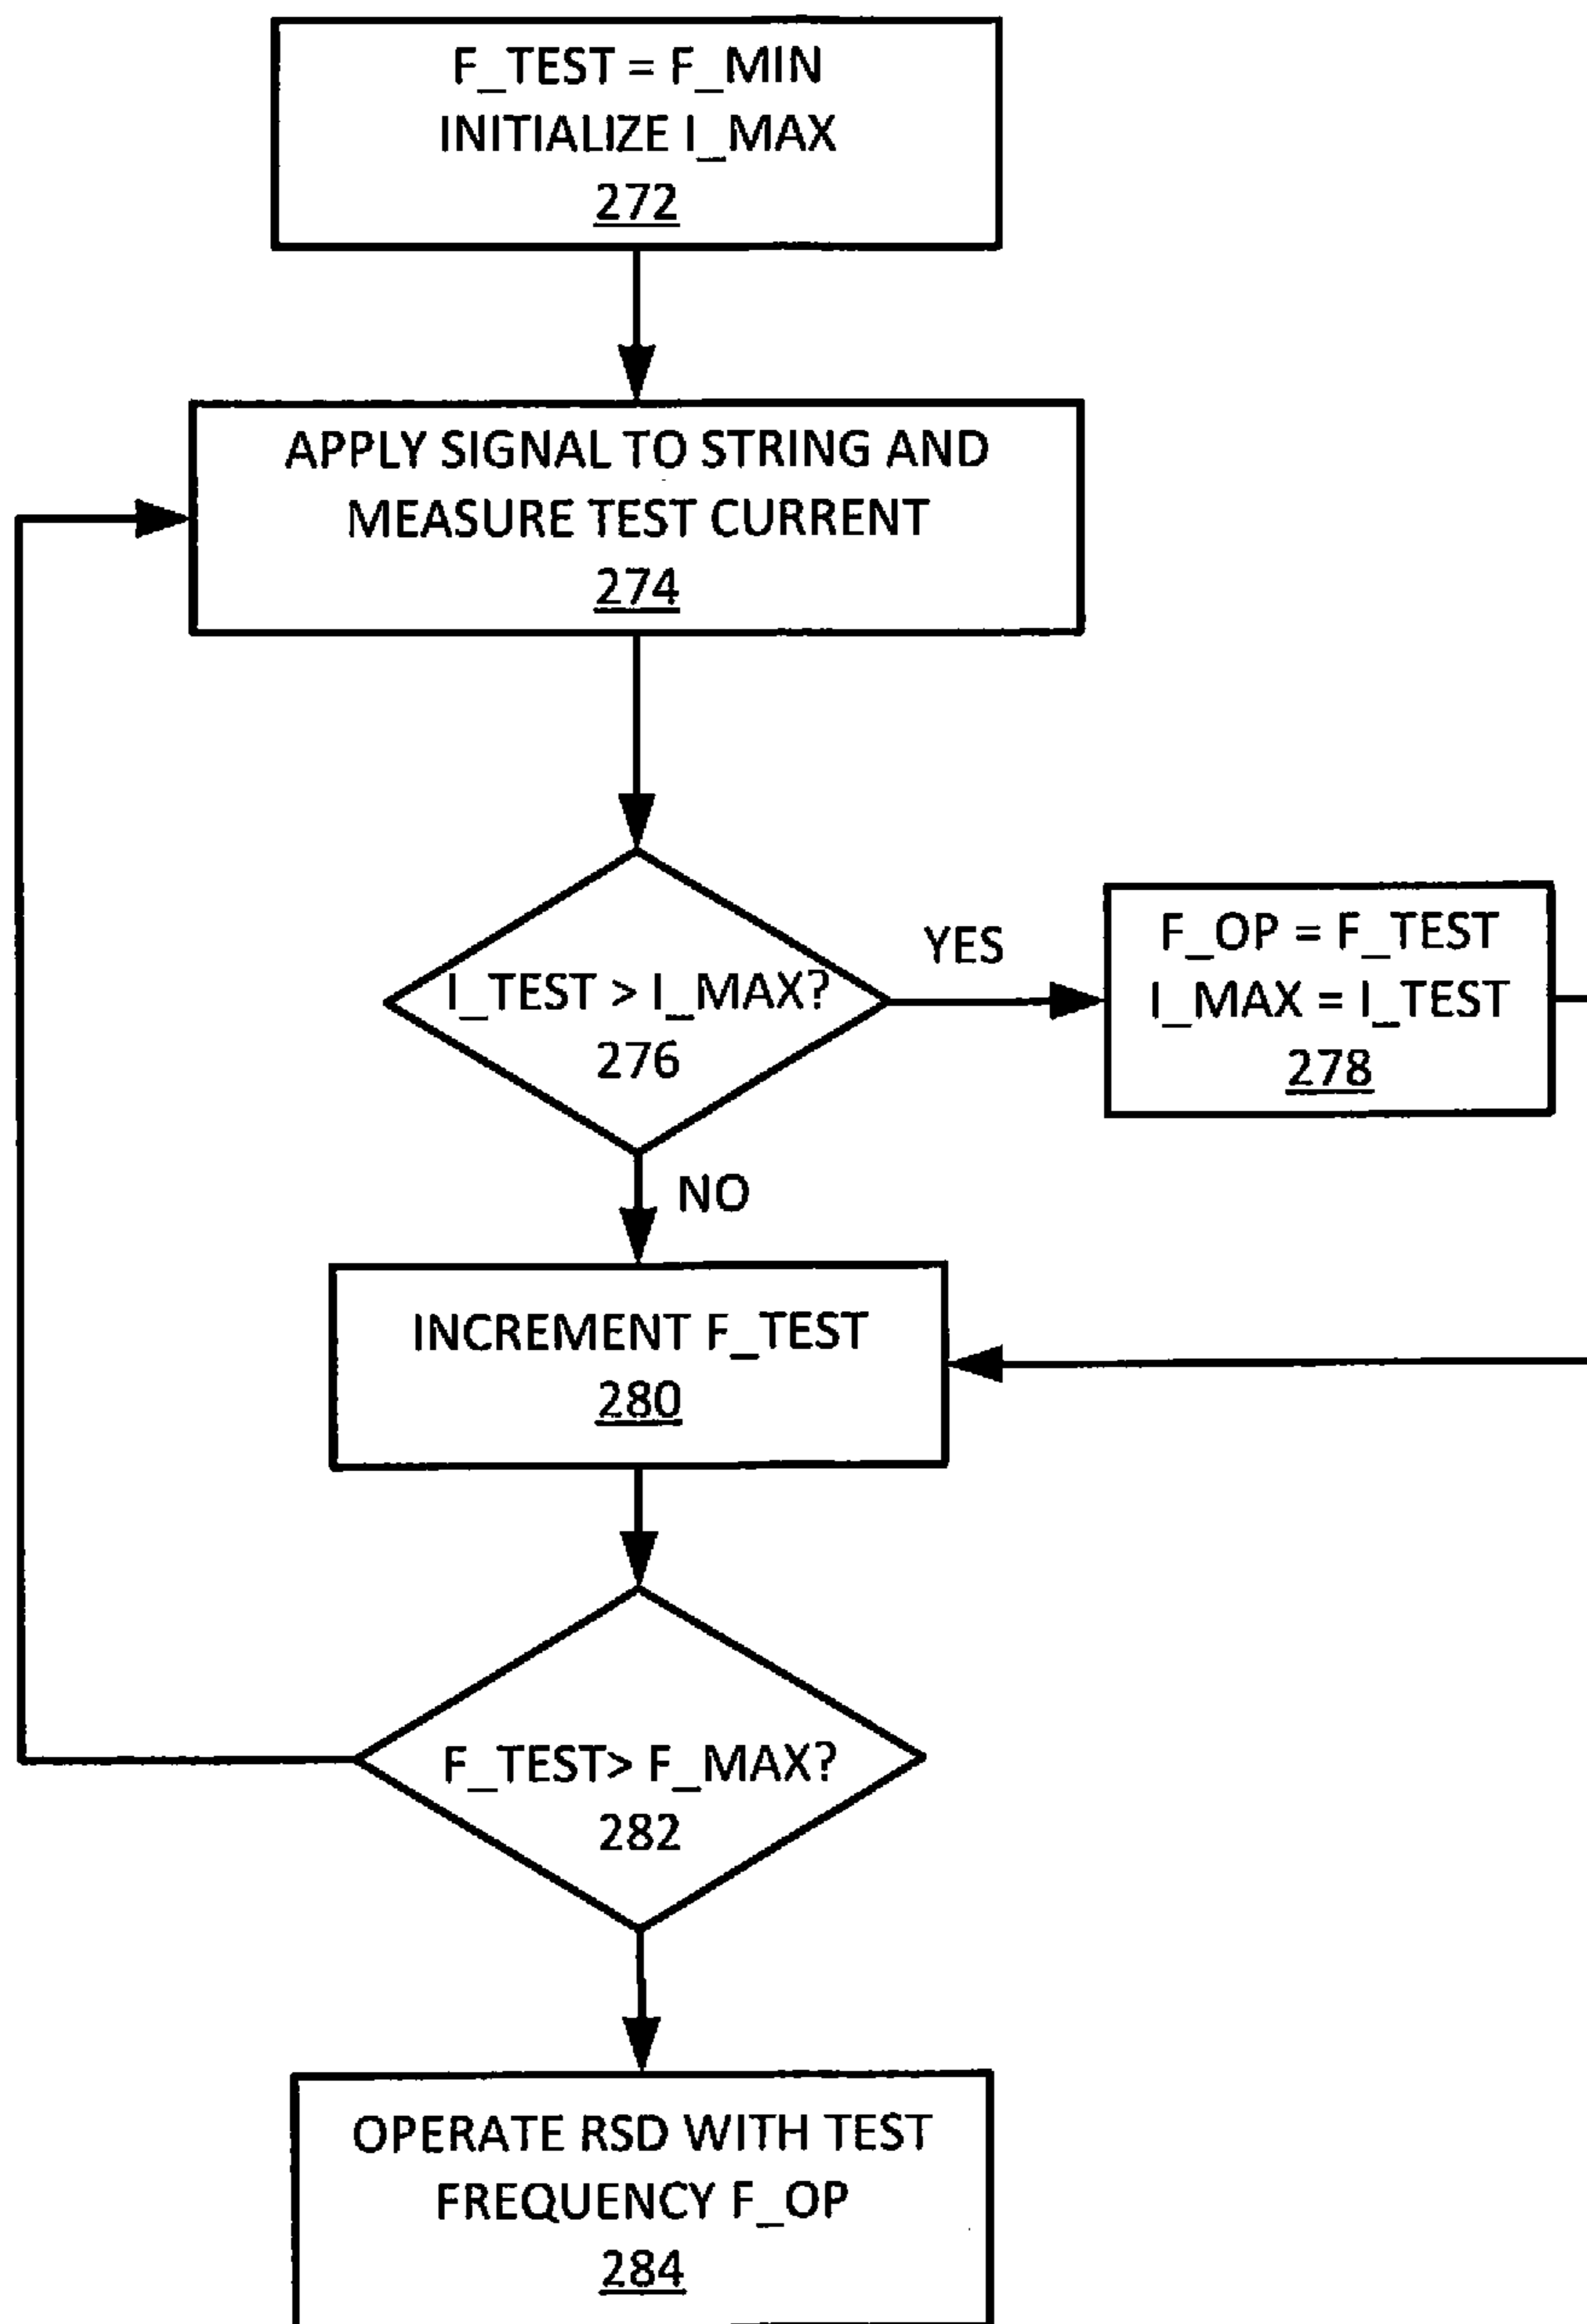 F_TEST = F_MIN
INITIALIZE I_MAX
272
APPLY SIGNAL TO STRING AND
MEASURE TEST CURRENT
274
I_TEST > I_MAX?
276
YES
F_OP = F_TEST
I_MAX = I_TEST
278
NO
INCREMENT F_TEST
280
F_TEST> F_MAX?
282
OPERATE RSD WITH TEST
FREQUENCY F_OP
284